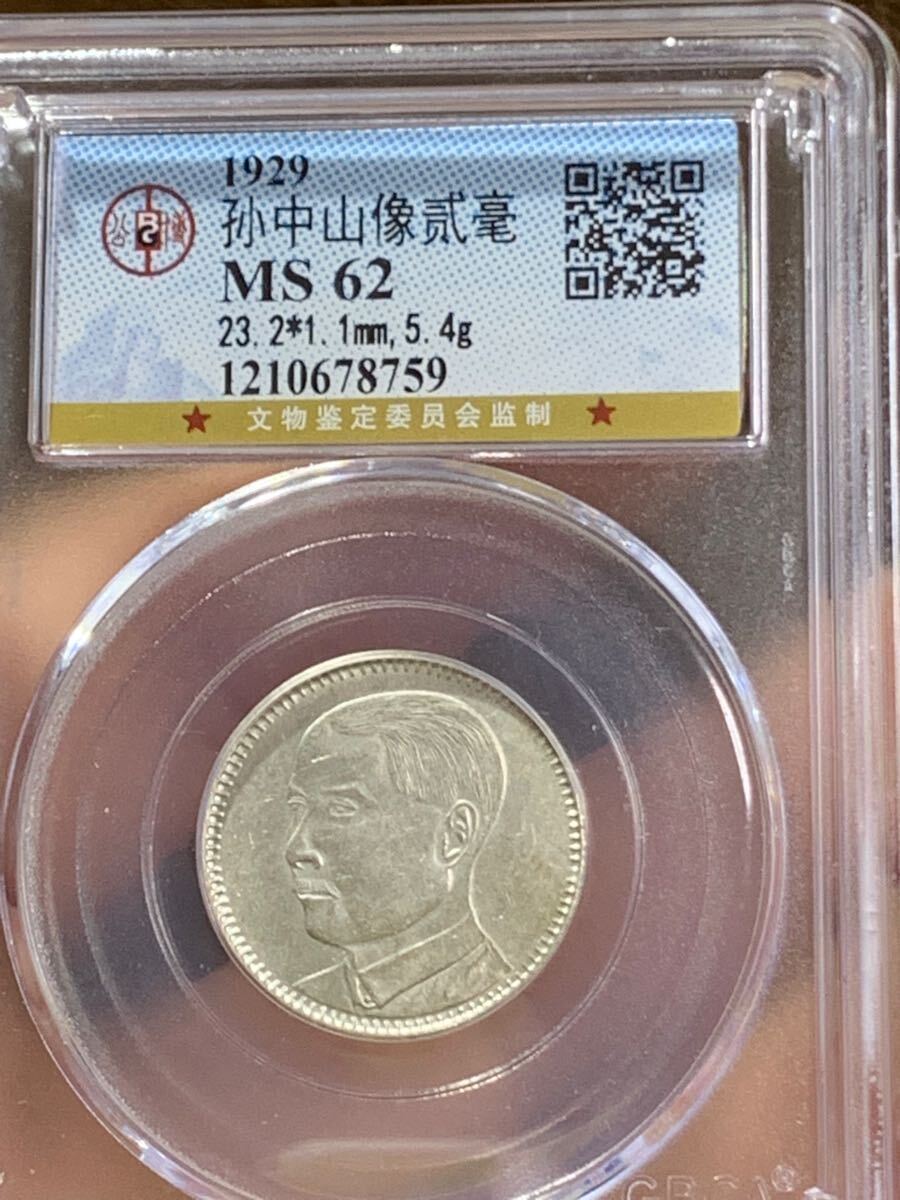 1929
孙中山像贰毫
MS 62
23.2*1.1mm,5.4g
1210678759
文物鉴定委员会监制